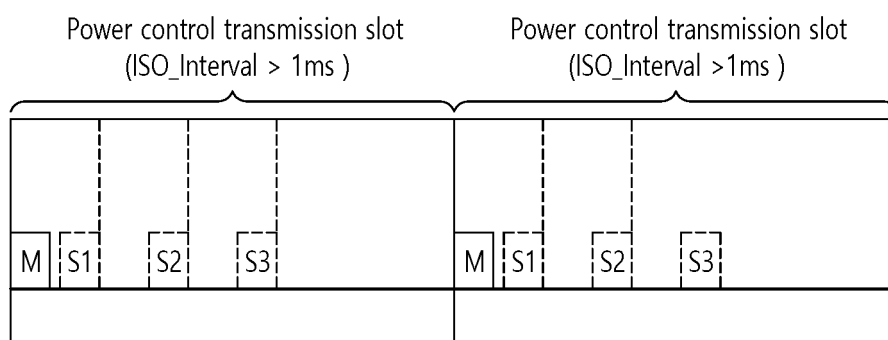 Power control transmission slot
(ISO_Interval > 1ms )
Power control transmission slot
(ISO_Interval >1ms )
M S1 S2 S3 M S1 S2 S3